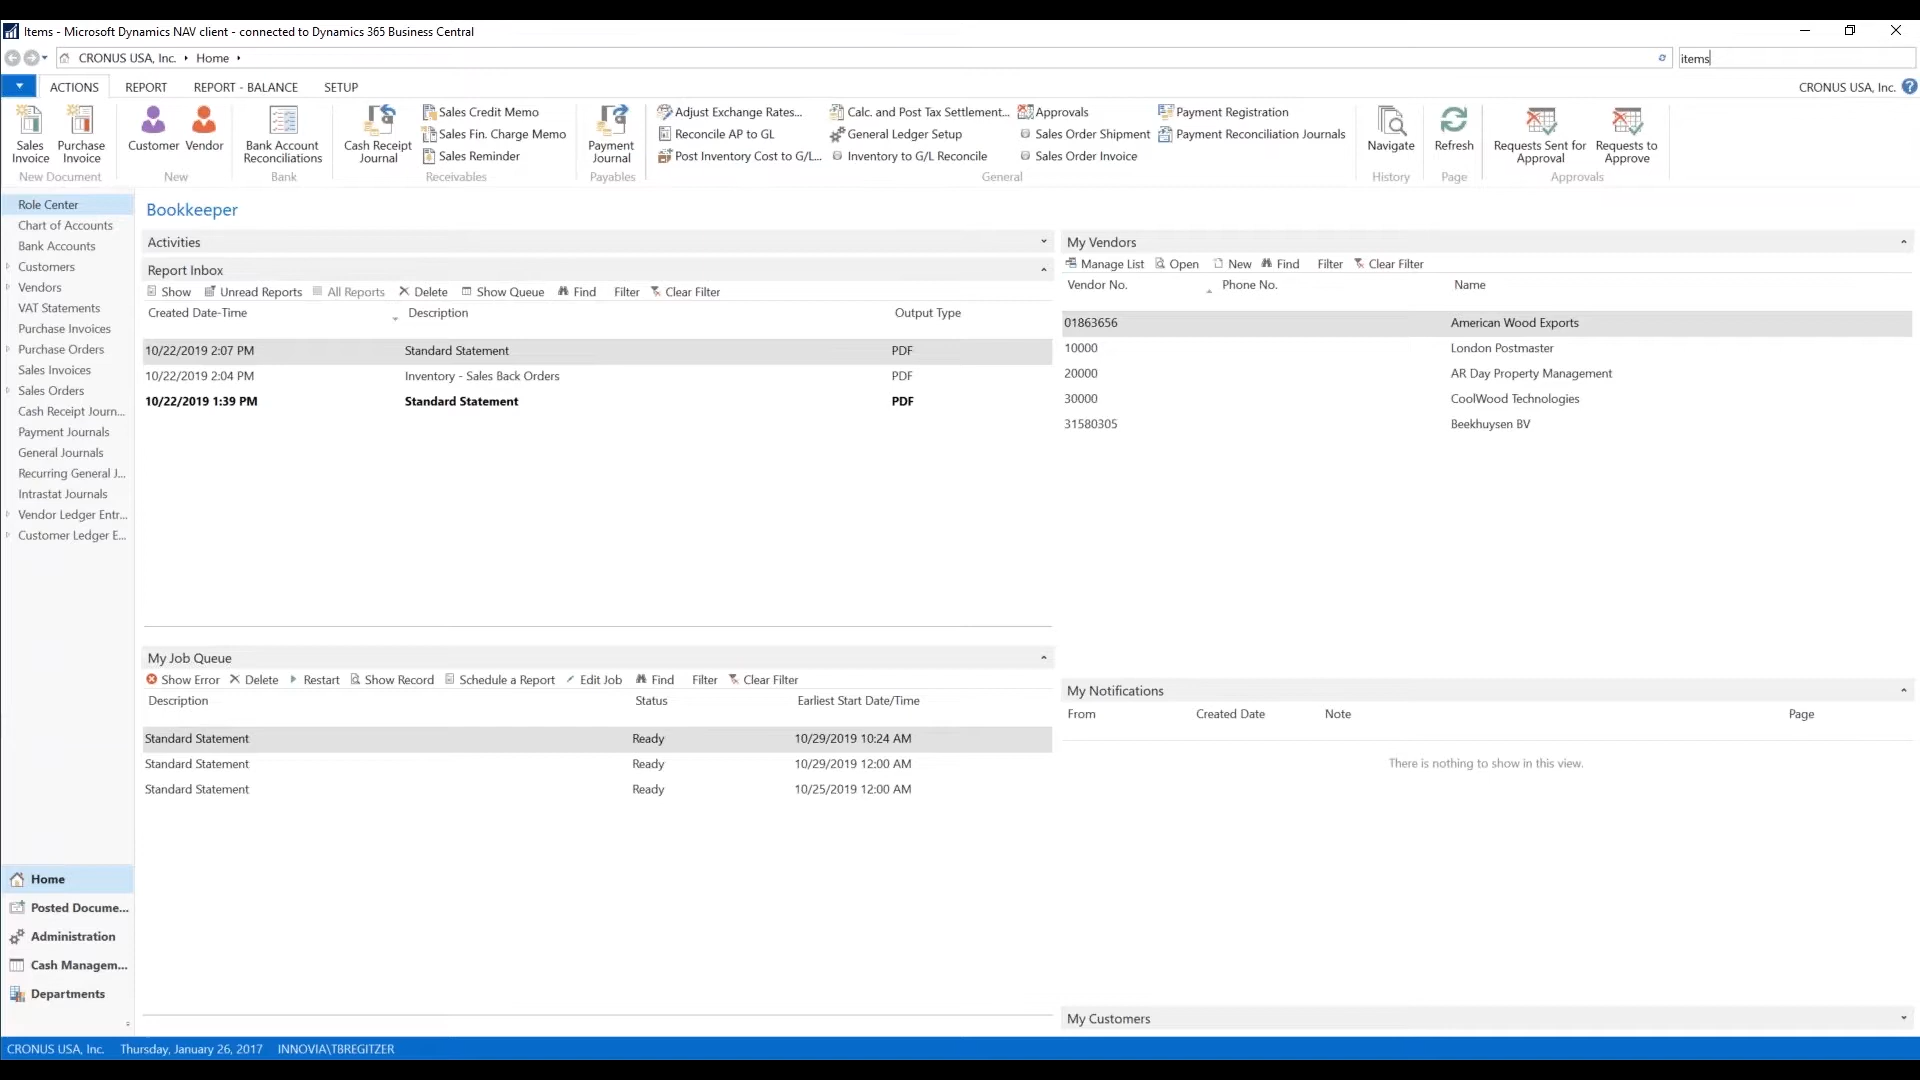 Items - Microsoft Dynamics NAV client - connected to Dynamics 365 Business Central
CRONUS USA, Inc. Home
items
ACTIONS REPORT REPORT - BALANCE SETUP
CRONUS USA, Inc.
Sales Invoice
Purchase Invoice
New Document
Customer
Vendor
New
Bank Account Reconciliations
Bank
Cash Receipt Journal
Sales Credit Memo
Sales Fin. Charge Memo
Sales Reminder
Receivables
Payment Journal
Payables
Adjust Exchange Rates...
Reconcile AP to GL
Post Inventory Cost to G/L...
Calc. and Post Tax Settlement...
General Ledger Setup
Inventory to G/L Reconcile
Approvals
Sales Order Shipment
Sales Order Invoice
Payment Registration
Payment Reconciliation Journals
General
Navigate
History
Refresh
Page
Requests Sent for Approval
Requests to Approve
Approvals
Role Center
Chart of Accounts
Bank Accounts
Customers
Vendors
VAT Statements
Purchase Invoices
Purchase Orders
Sales Invoices
Sales Orders
Cash Receipt Journ...
Payment Journals
General Journals
Recurring General J...
Intrastat Journals
Vendor Ledger Entr...
Customer Ledger E...
Home
Posted Docume...
Administration
Cash Managem...
Departments
Bookkeeper
Activities
Report Inbox
Show Unread Reports All Reports Delete Show Queue Find Filter Clear Filter
Created Date-Time Description Output Type
10/22/2019 2:07 PM Standard Statement PDF
10/22/2019 2:04 PM Inventory - Sales Back Orders PDF
10/22/2019 1:39 PM Standard Statement PDF
My Job Queue
Show Error Delete Restart Show Record Schedule a Report Edit Job Find Filter Clear Filter
Description Status Earliest Start Date/Time
Standard Statement Ready 10/29/2019 10:24 AM
Standard Statement Ready 10/29/2019 12:00 AM
Standard Statement Ready 10/25/2019 12:00 AM
My Vendors
Manage List Open New Find Filter Clear Filter
Vendor No. Phone No. Name
01863656 American Wood Exports
10000 London Postmaster
20000 AR Day Property Management
30000 CoolWood Technologies
31580305 Beekhuysen BV
My Notifications
From Created Date Note Page
There is nothing to show in this view.
My Customers
CRONUS USA, Inc. Thursday, January 26, 2017 INNOVIA\TBREGITZER